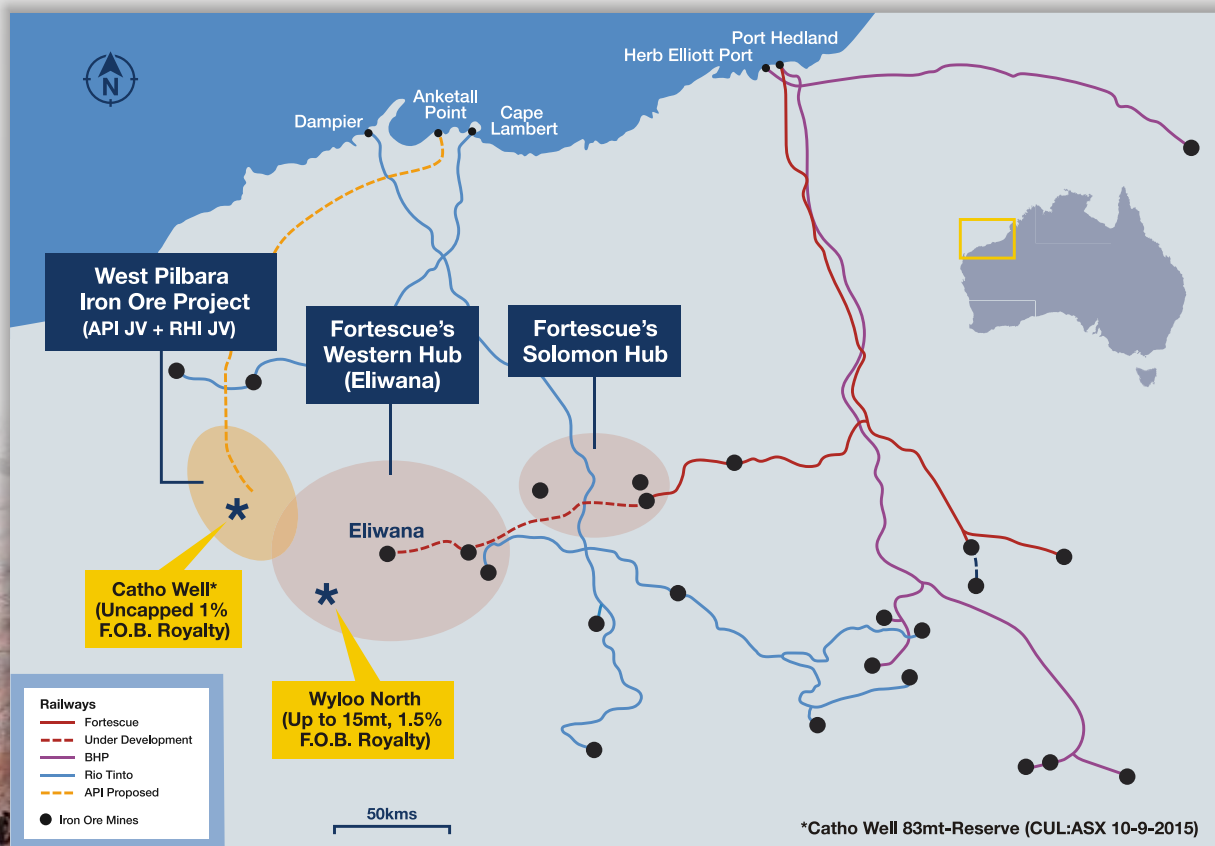 N
Port Hedland
Herb Elliott Port
Anketall
Point
Cape
Lambert
Dampier
West Pilbara
Iron Ore Project
(API JV + RHI JV)
Fortescue's
Western Hub
(Eliwana)
Fortescue's
Solomon Hub
Eliwana
*
*
Catho Well*
(Uncapped 1%
F.O.B. Royalty)
Wyloo North
(Up to 15mt, 1.5%
F.O.B. Royalty)
Railways
Fortescue
Under Development
BHP
Rio Tinto
API Proposed
Iron Ore Mines
50kms
*Catho Well 83mt-Reserve (CUL:ASX 10-9-2015)